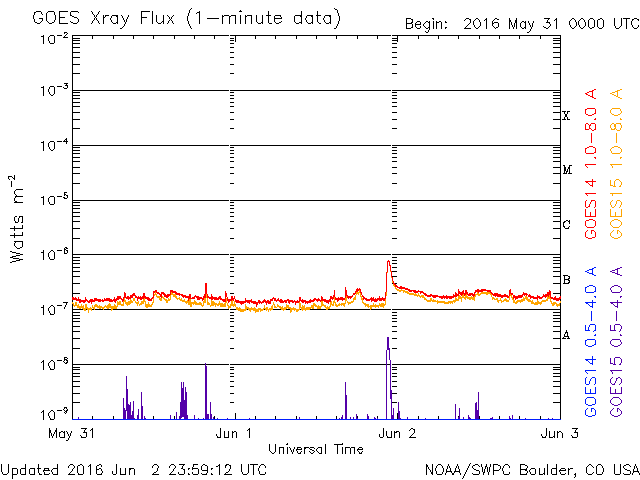 GOES Xray Flux (1-minute data)
Begin: 2016 May 31 0000 UTC
10-2
10-3
10-4
10-5
10-6
10-7
10-8
10-9
Watts m-2
X
M
C
B
A
GOES14 1.0-8.0 A
GOES15 1.0-8.0 A
GOES14 0.5-4.0 A
GOES15 0.5-4.0 A
May 31
Jun 1
Jun 2
Jun 3
Universal Time
Updated 2016 Jun 2 23:59:12 UTC
NOAA/SWPC Boulder, CO USA